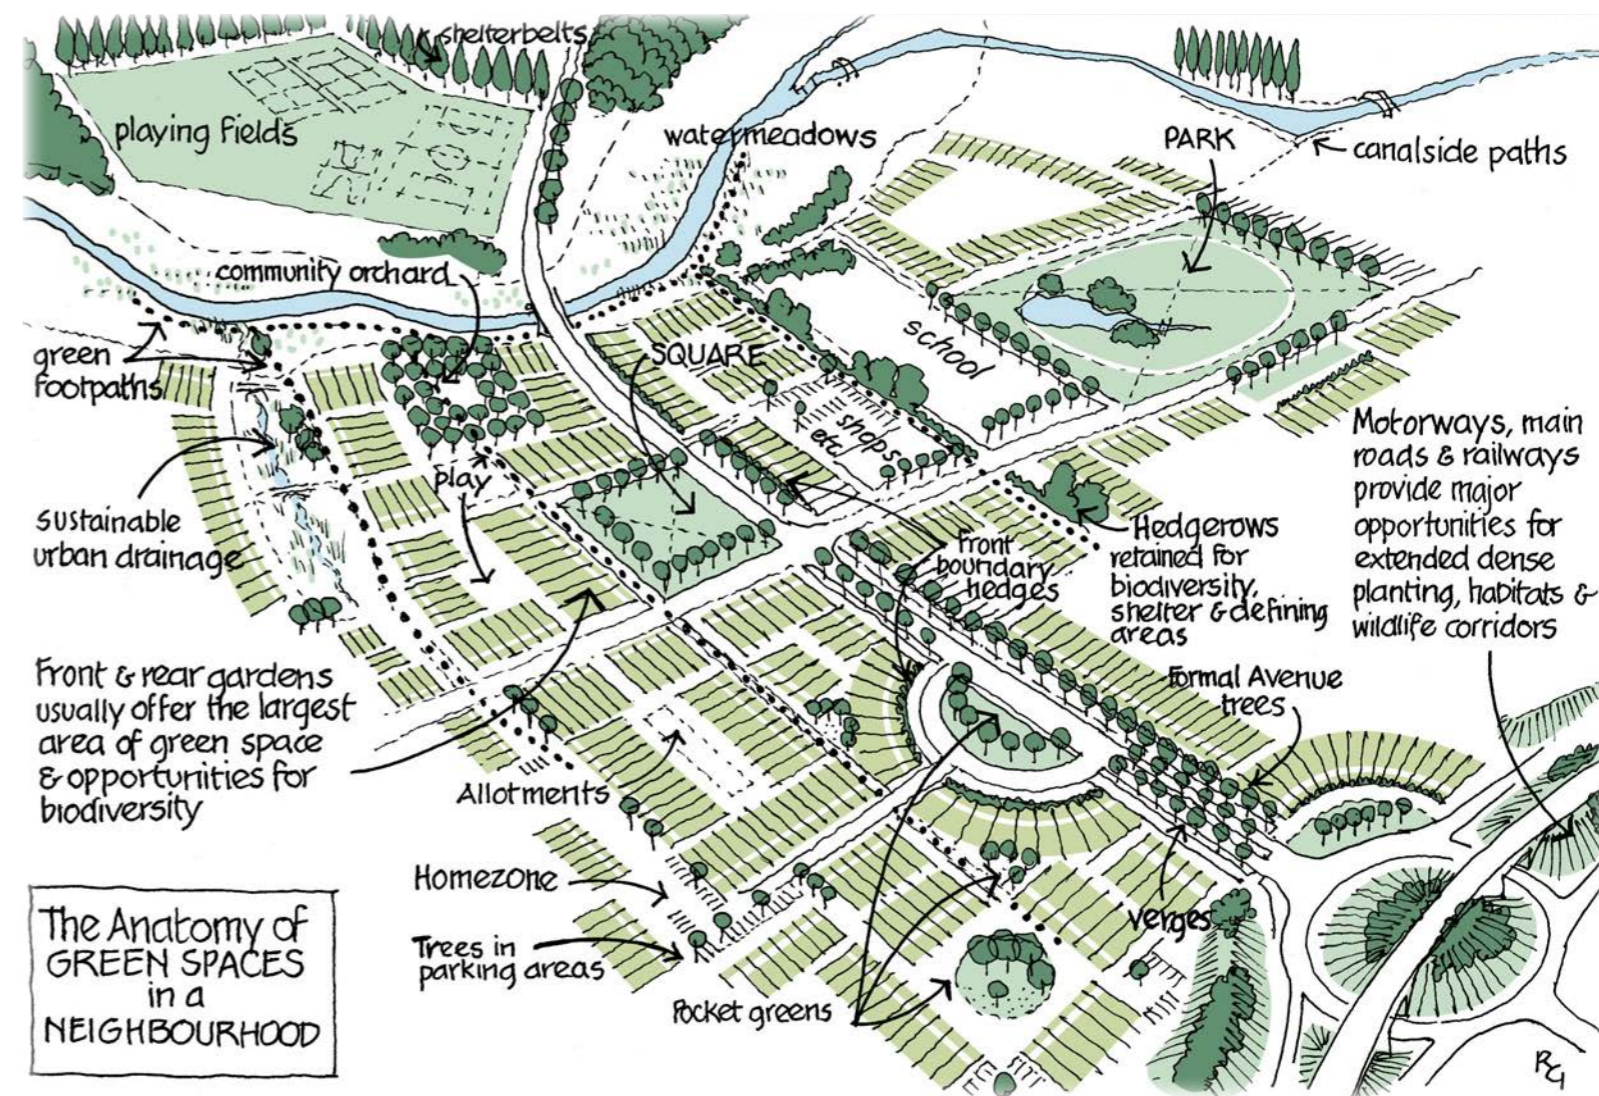 shelterbelts
playing fields
watermeadows
PARK
canalside paths
community orchard
green
footpaths
SQUARE
school
shops
etc
play
sustainable
urban drainage
front
boundary
hedges
Hedgerows
retained for
biodiversity,
shelter & defining
areas
Motorways, main
roads & railways
provide major
opportunities for
extended dense
planting, habitats &
wildlife corridors
Front & rear gardens
usually offer the largest
area of green space
& opportunities for
biodiversity
Formal Avenue
trees
Allotments
Homezone
Trees in
parking areas
Pocket greens
verges
The Anatomy of
GREEN SPACES
in a
NEIGHBOURHOOD
RG